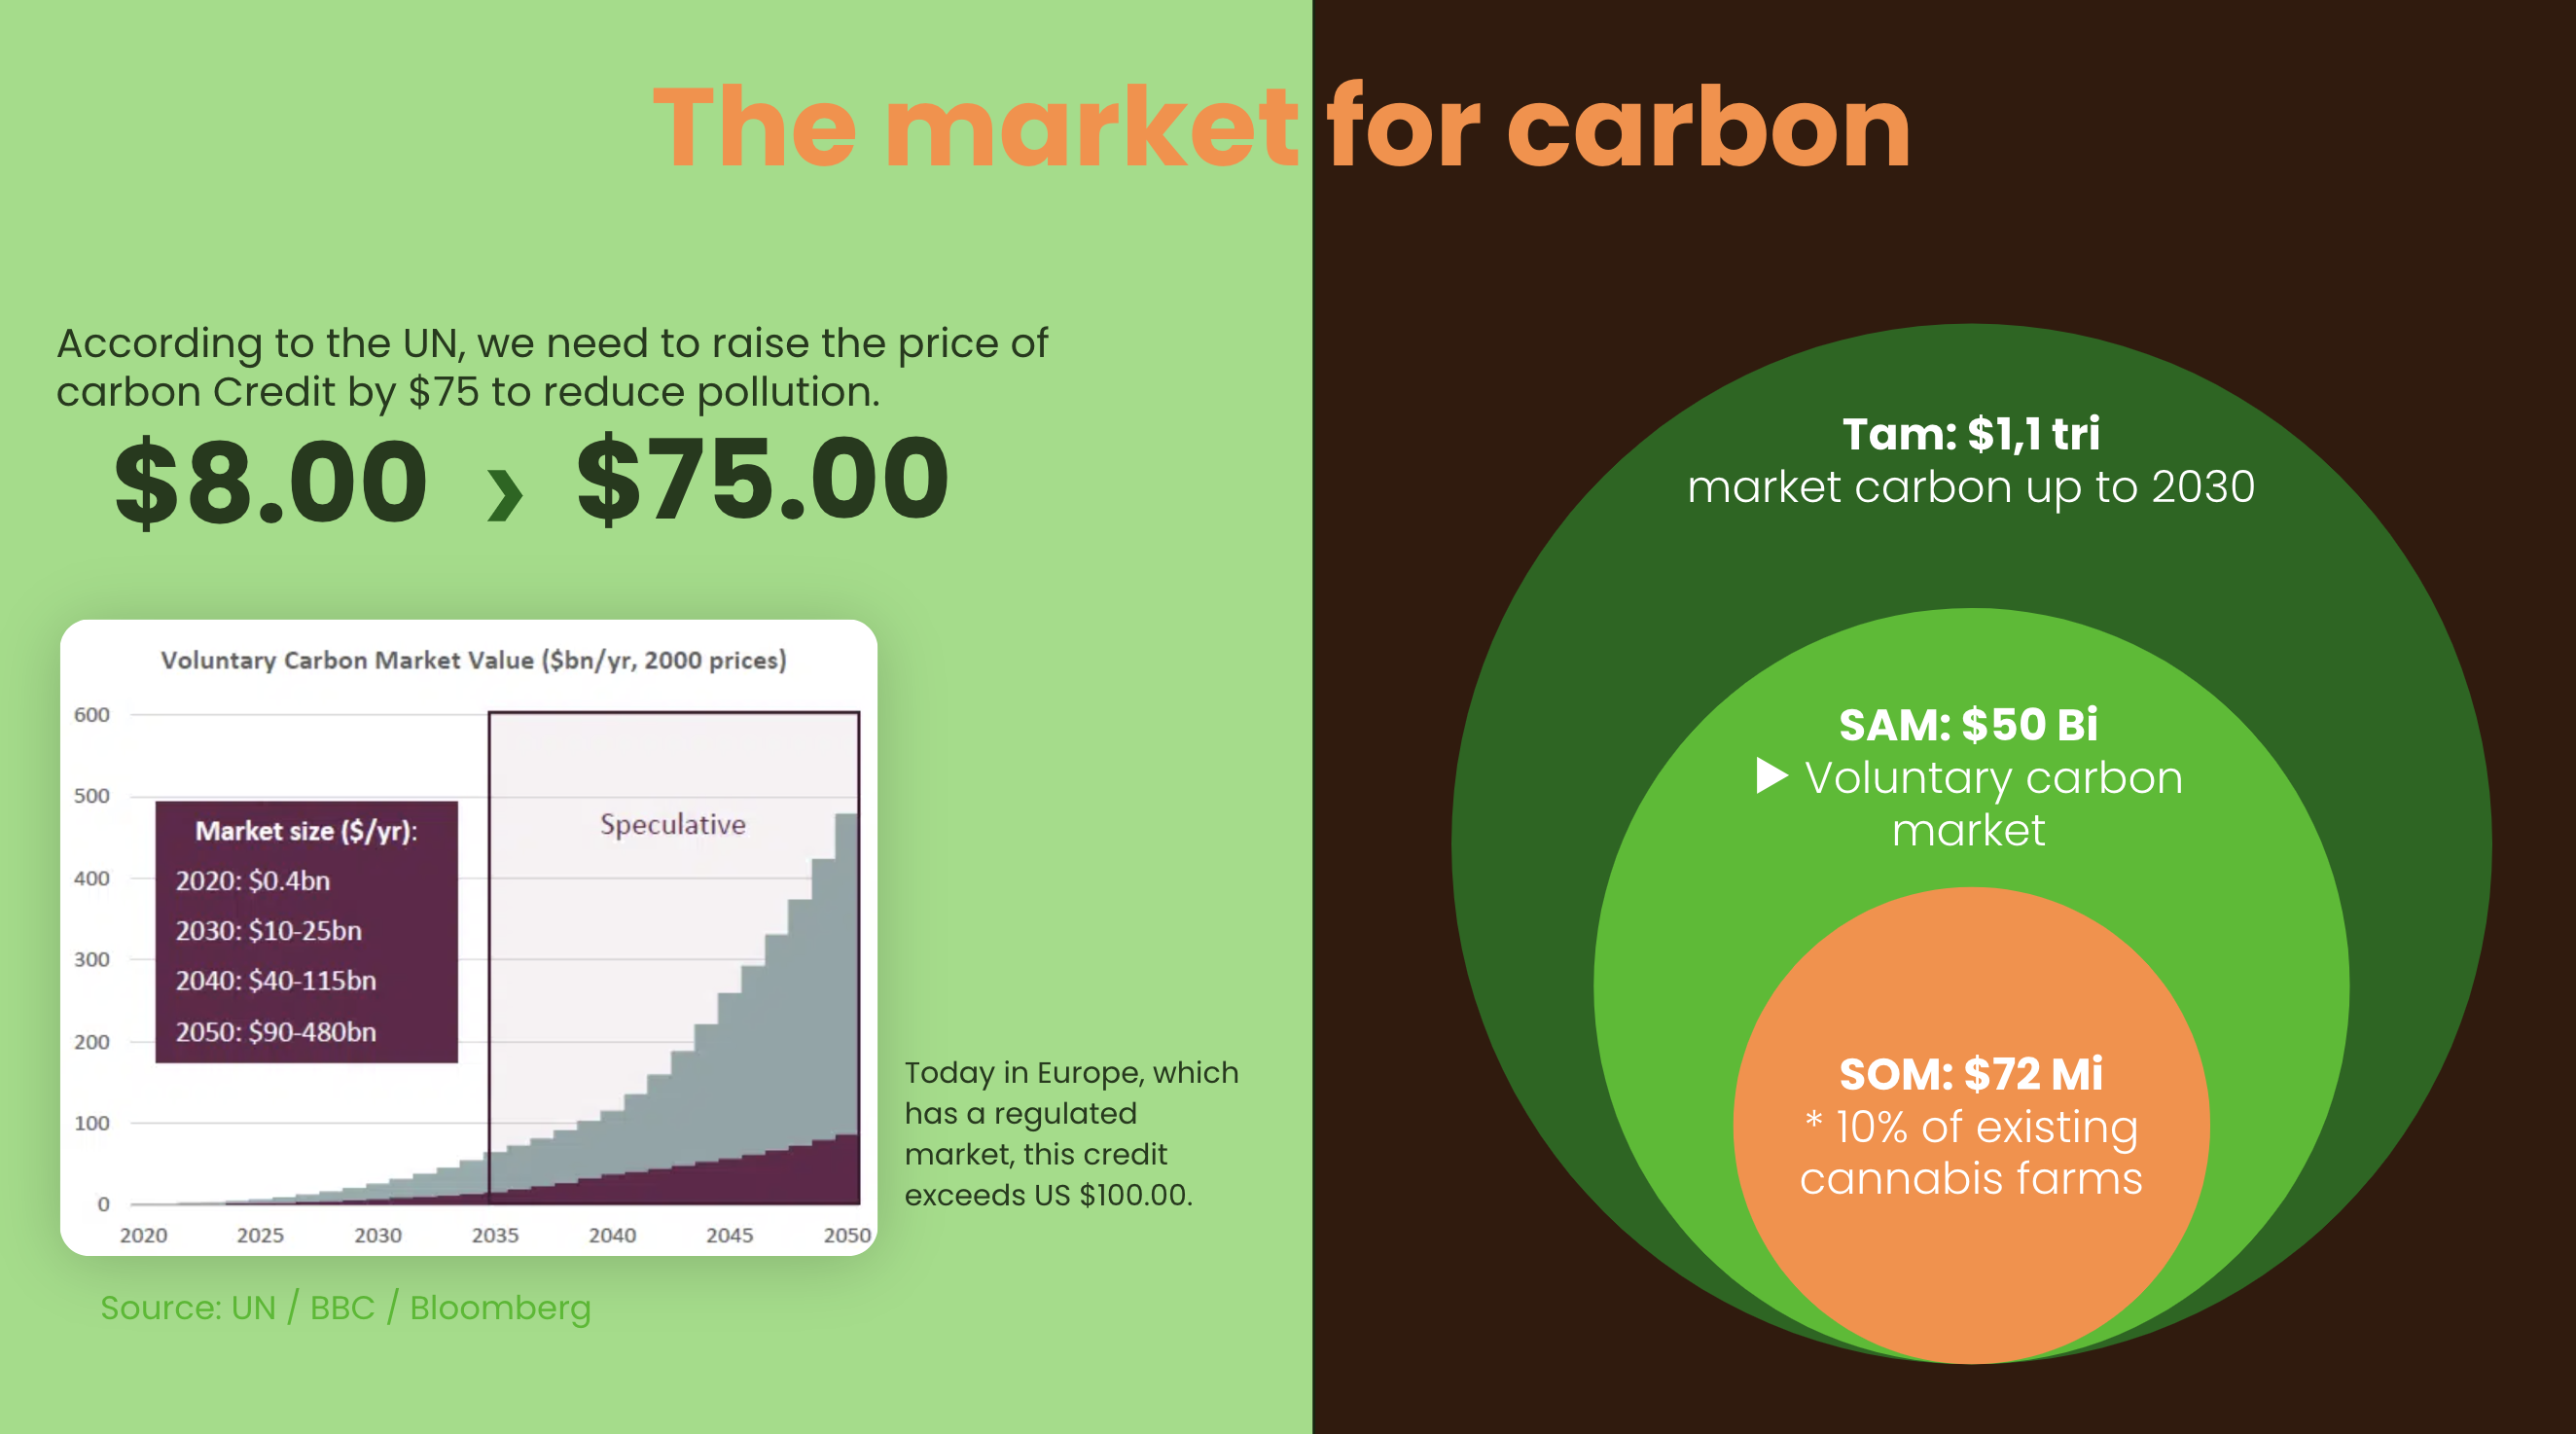 The market for carbon
According to the UN, we need to raise the price of
carbon Credit by $75 to reduce pollution.
$8.00 › $75.00
Voluntary Carbon Market Value ($bn/yr, 2000 prices)
600
500
400
300
200
100
0
Speculative
Market size ($/yr):
2020: $0.4bn
2030: $10-25bn
2040: $40-115bn
2050: $90-480bn
2020 2025 2030 2035 2040 2045 2050
Today in Europe, which
has a regulated
market, this credit
exceeds US $100.00.
Source: UN / BBC / Bloomberg
Tam: $1,1 tri
market carbon up to 2030
SAM: $50 Bi
▶ Voluntary carbon
market
SOM: $72 Mi
* 10% of existing
cannabis farms